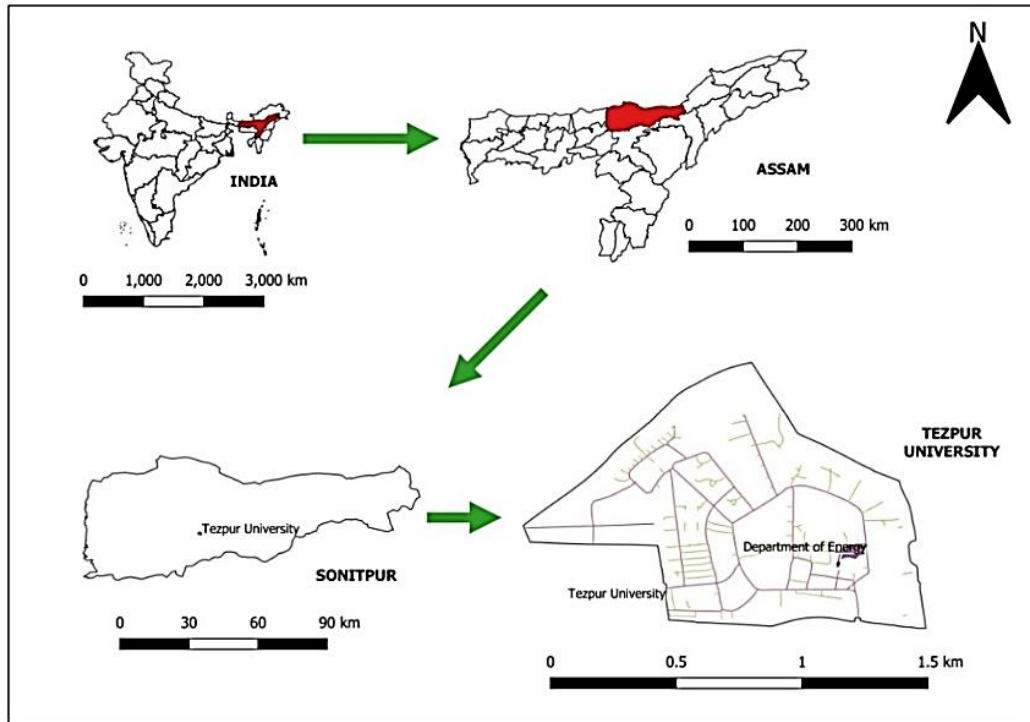 N
INDIA
0 1,000 2,000 3,000 km
ASSAM
0 100 200 300 km
Tezpur University
SONITPUR
0 30 60 90 km
TEZPUR
UNIVERSITY
Department of Energy
Tezpur University
0 0.5 1 1.5 km